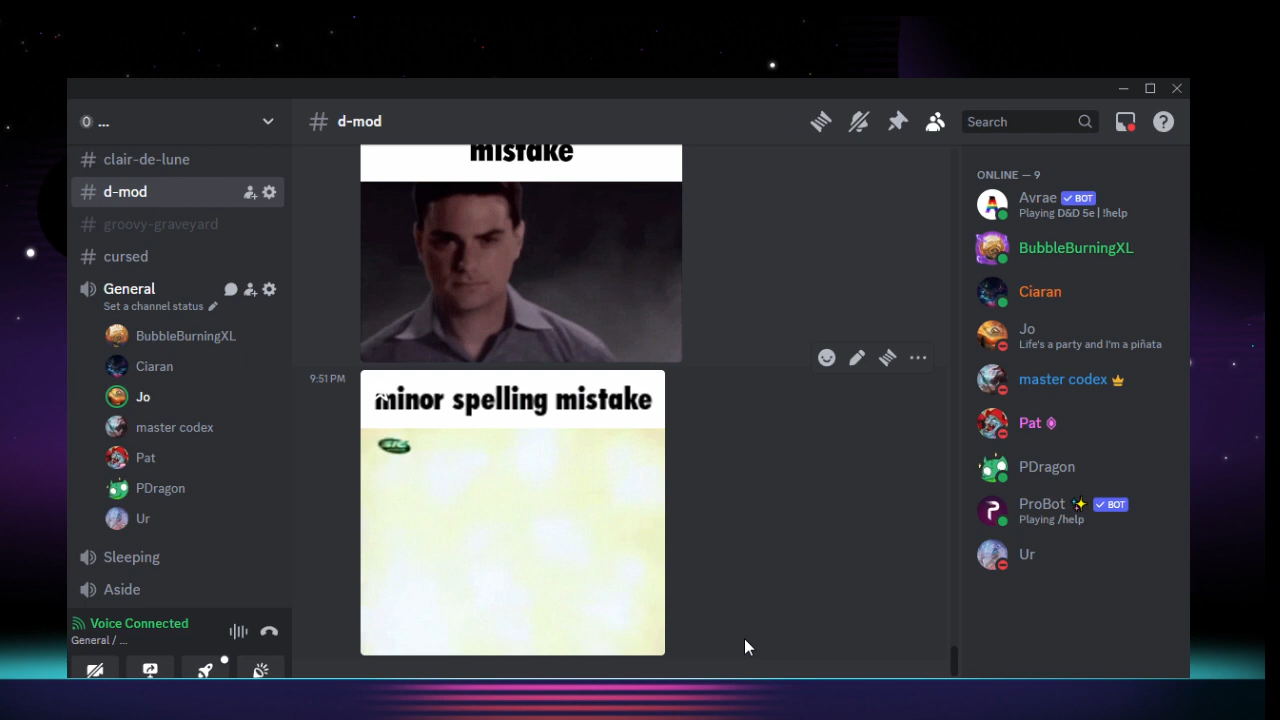 ...
d-mod
Search
clair-de-lune
d-mod
groovy-graveyard
cursed
General
Set a channel status
BubbleBurningXL
Ciaran
Jo
master codex
Pat
PDragon
Ur
Sleeping
Aside
Voice Connected
General / ...
mistake
9:51 PM
minor spelling mistake
ONLINE — 9
Avrae BOT
Playing D&D 5e | !help
BubbleBurningXL
Ciaran
Jo
Life's a party and I'm a piñata
master codex
Pat
PDragon
ProBot ✨ BOT
Playing /help
Ur